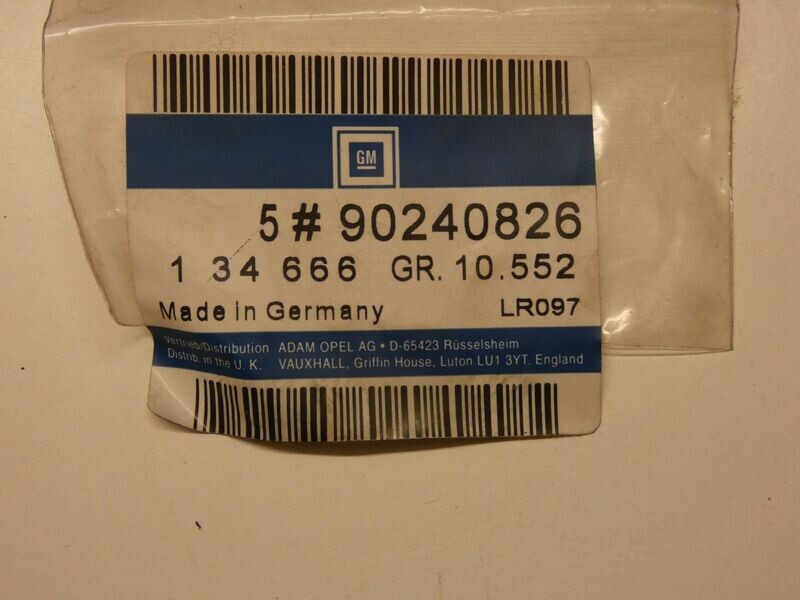 GM
5 # 90240826
1 34 666 GR. 10.552
Made in Germany LR097
Vertrieb/Distribution ADAM OPEL AG • D-65423 Rüsselsheim
Distrib. in the U. K. VAUXHALL, Griffin House, Luton LU1 3YT. England